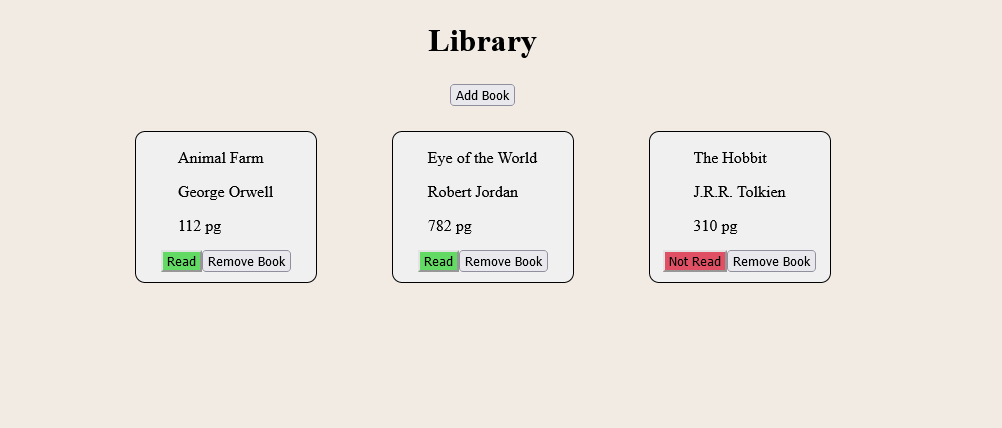 Library
Add Book
Animal Farm
George Orwell
112 pg
Read Remove Book
Eye of the World
Robert Jordan
782 pg
Read Remove Book
The Hobbit
J.R.R. Tolkien
310 pg
Not Read Remove Book